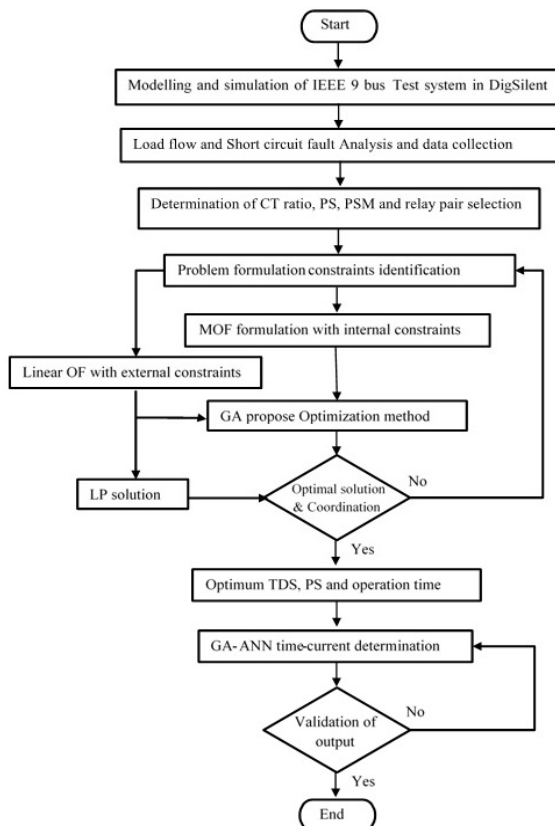 Start
Modelling and simulation of IEEE 9 bus Test system in DigSilent
Load flow and Short circuit fault Analysis and data collection
Determination of CT ratio, PS, PSM and relay pair selection
Problem formulation constraints identification
MOF formulation with internal constraints
Linear OF with external constraints
GA propose Optimization method
LP solution
Optimal solution
& Coordination
No
Yes
Optimum TDS, PS and operation time
GA- ANN time-current determination
Validation of
output
No
Yes
End